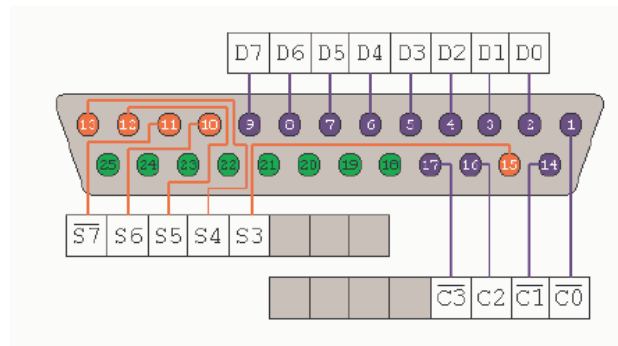 D7 D6 D5 D4 D3 D2 D1 D0
13 12 11 10 9 8 7 6 5 4 3 2 1
25 24 23 22 21 20 19 18 17 16 15 14
S̅7̅ S6 S5 S4 S3
C̅3̅ C2 C̅1̅ C̅0̅